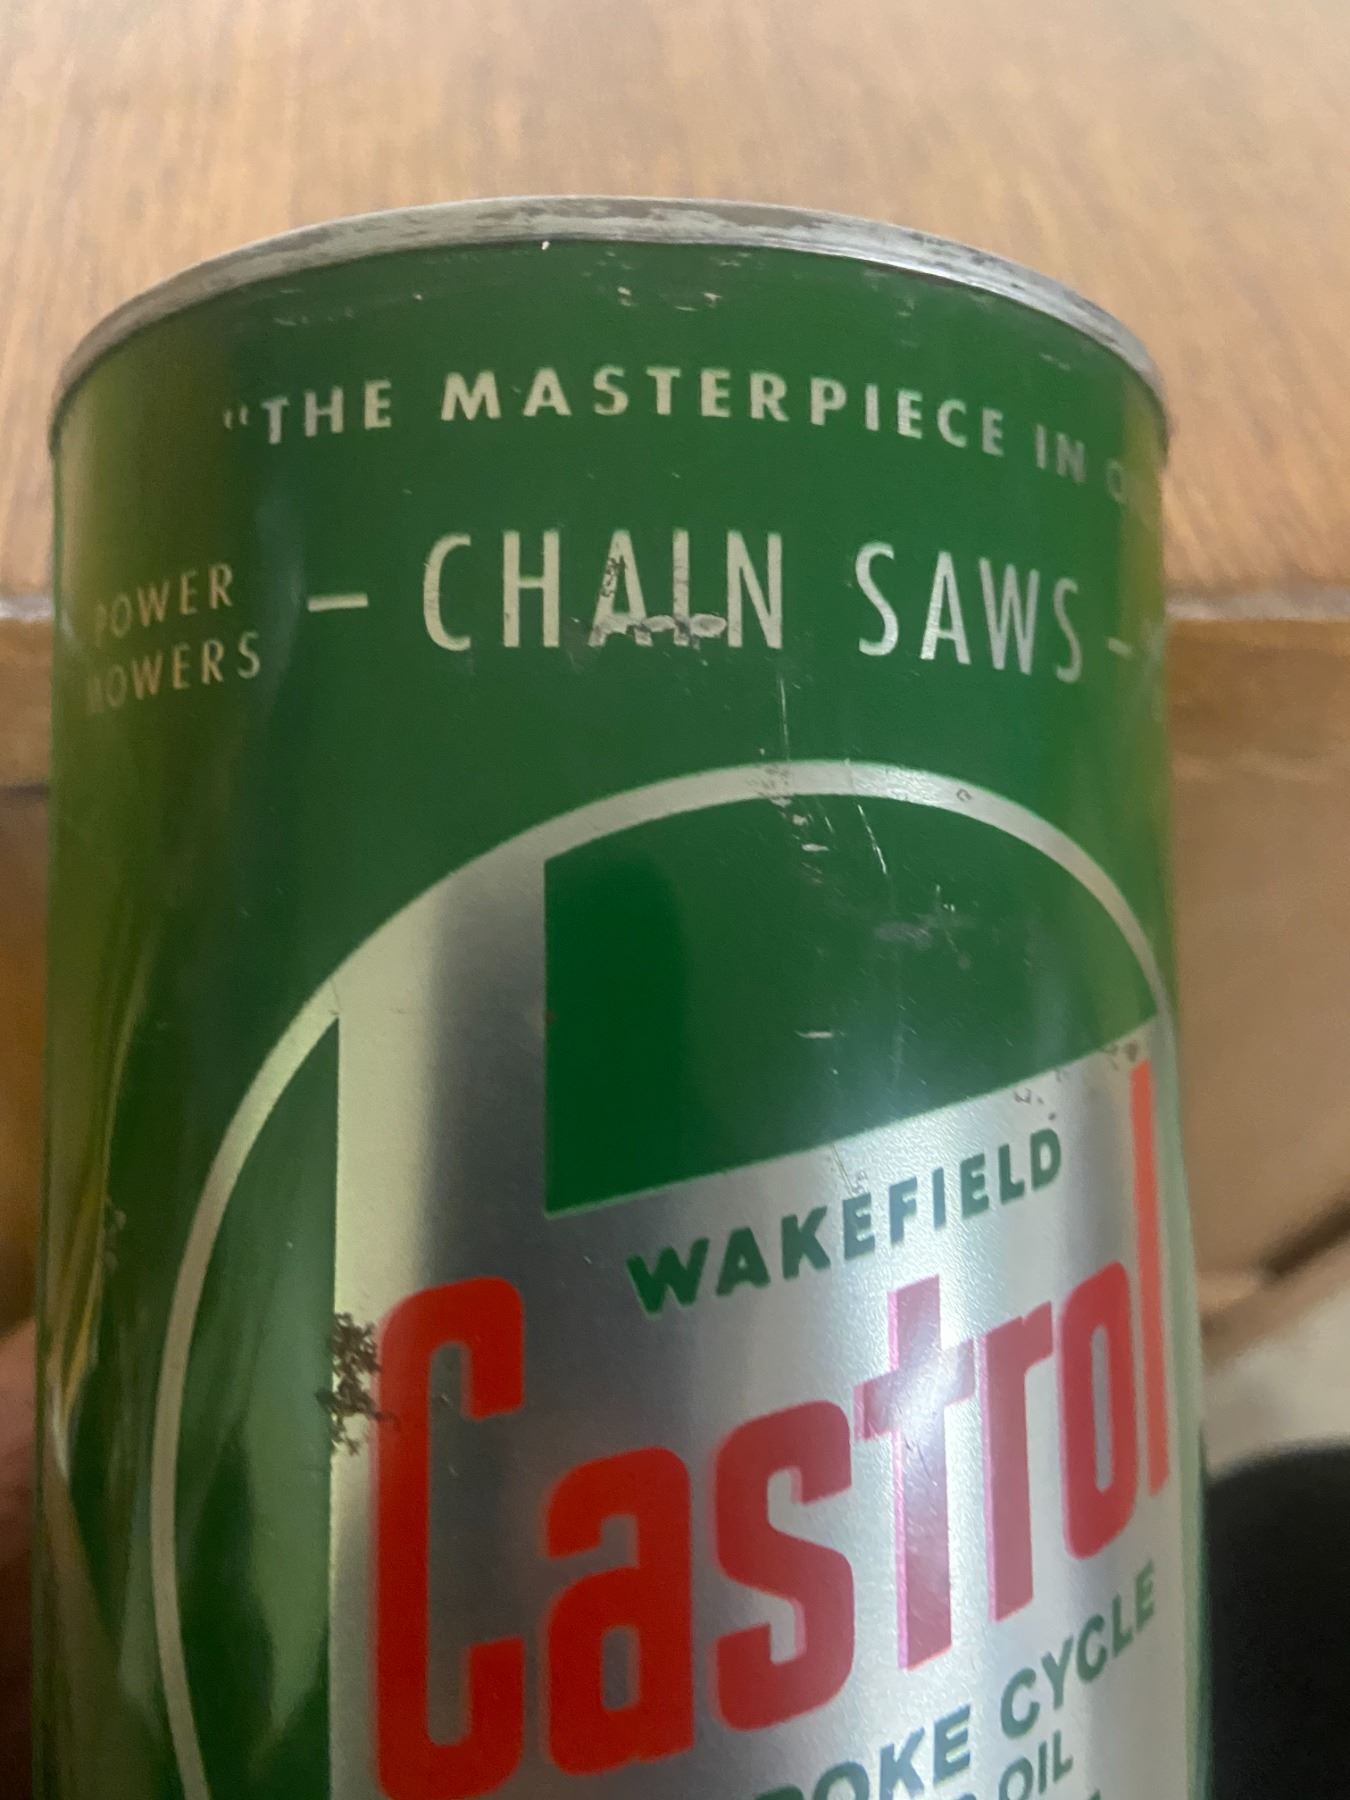 "THE MASTERPIECE IN
POWER
MOWERS
– CHAIN SAWS –
WAKEFIELD
Castrol
CYCLE
OIL